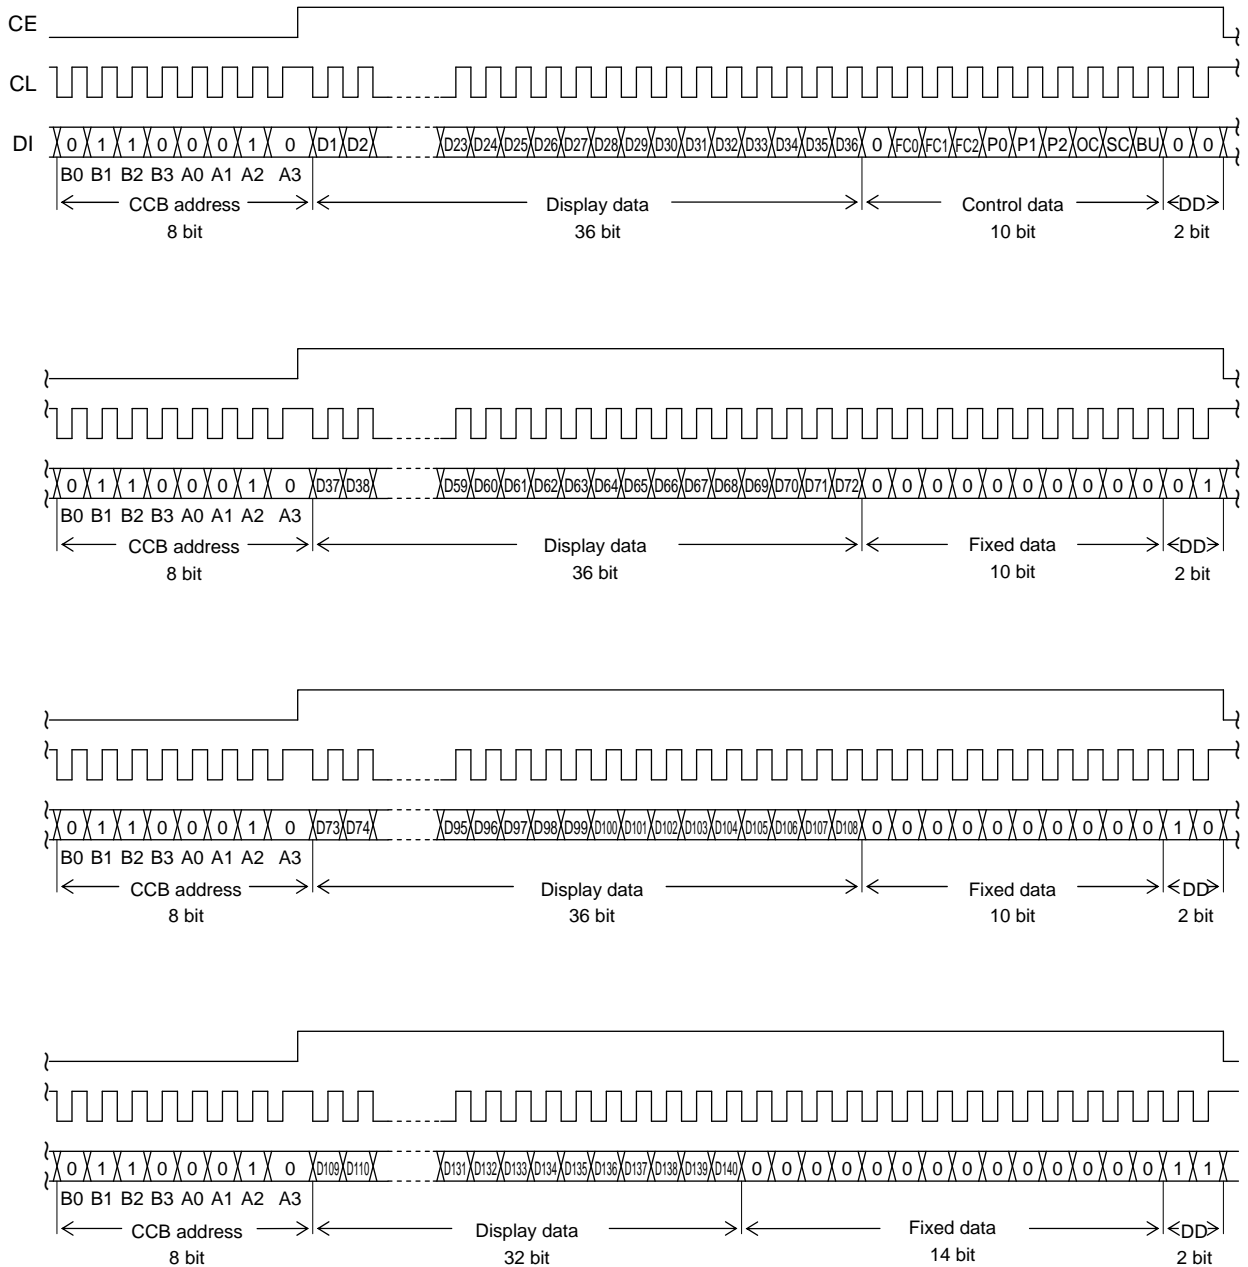 CE
CL
DI 0 1 1 0 0 0 1 0 D1 D2 D23 D24 D25 D26 D27 D28 D29 D30 D31 D32 D33 D34 D35 D36 0 FC0 FC1 FC2 P0 P1 P2 OC SC BU 0 0
B0 B1 B2 B3 A0 A1 A2 A3
CCB address Display data Control data DD
8 bit 36 bit 10 bit 2 bit
0 1 1 0 0 0 1 0 D37 D38 D59 D60 D61 D62 D63 D64 D65 D66 D67 D68 D69 D70 D71 D72 0 0 0 0 0 0 0 0 0 0 0 1
B0 B1 B2 B3 A0 A1 A2 A3
CCB address Display data Fixed data DD
8 bit 36 bit 10 bit 2 bit
0 1 1 0 0 0 1 0 D73 D74 D95 D96 D97 D98 D99 D100 D101 D102 D103 D104 D105 D106 D107 D108 0 0 0 0 0 0 0 0 0 0 1 0
B0 B1 B2 B3 A0 A1 A2 A3
CCB address Display data Fixed data DD
8 bit 36 bit 10 bit 2 bit
0 1 1 0 0 0 1 0 D109 D110 D131 D132 D133 D134 D135 D136 D137 D138 D139 D140 0 0 0 0 0 0 0 0 0 0 0 0 0 0 1 1
B0 B1 B2 B3 A0 A1 A2 A3
CCB address Display data Fixed data DD
8 bit 32 bit 14 bit 2 bit